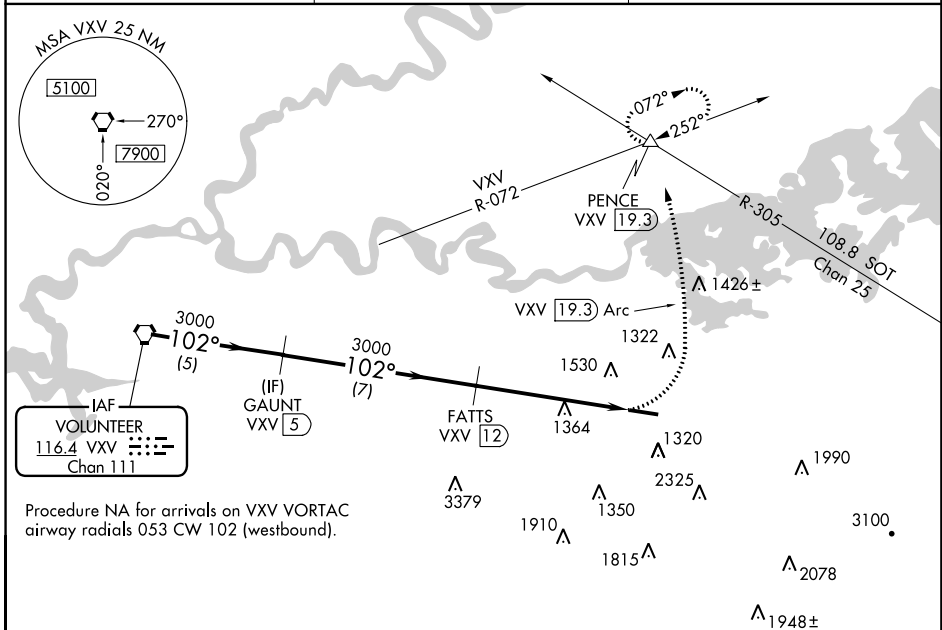 MSA VXV 25 NM
5100
270°
7900
020°
072°
252°
PENCE
VXV 19.3
VXV
R-072
R-305
108.8 SOT
Chan 25
1426±
VXV 19.3 Arc
1322
1530
3000
102°
(5)
3000
102°
(7)
(IF)
GAUNT
VXV 5
FATTS
VXV 12
1364
IAF
VOLUNTEER
116.4 VXV
Chan 111
1320
1990
2325
3379
1350
3100
1910
1815
2078
1948±
Procedure NA for arrivals on VXV VORTAC
airway radials 053 CW 102 (westbound).